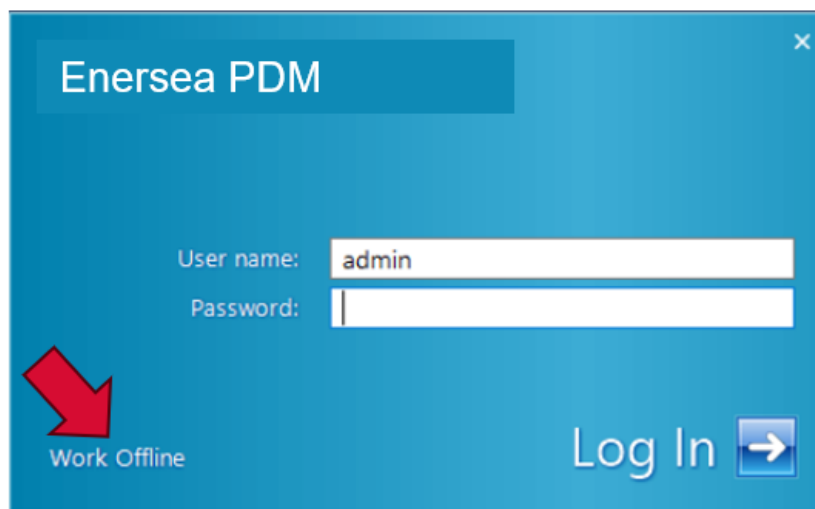 Enersea PDM
User name: admin
Password:
Work Offline
Log In